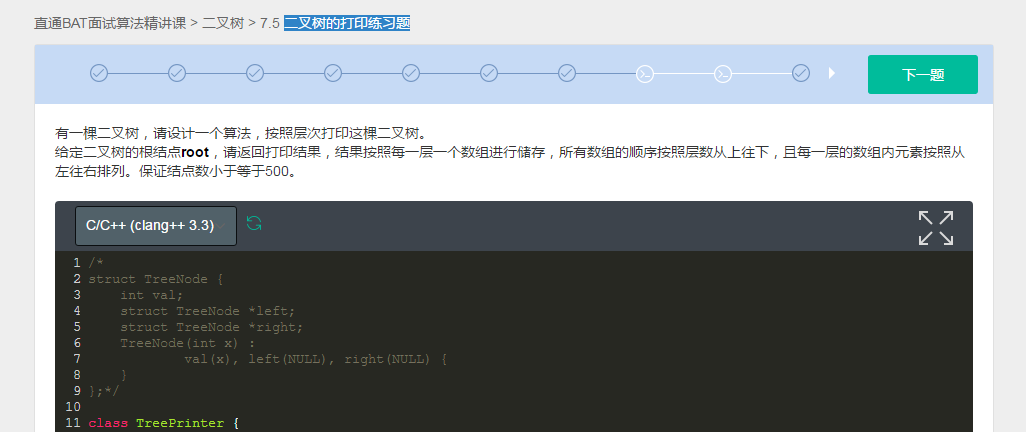 直通BAT面试算法精讲课 > 二叉树 > 7.5 二叉树的打印练习题
下一题
有一棵二叉树，请设计一个算法，按照层次打印这棵二叉树。
给定二叉树的根结点root，请返回打印结果，结果按照每一层一个数组进行储存，所有数组的顺序按照层数从上往下，且每一层的数组内元素按照从
左往右排列。保证结点数小于等于500。
C/C++ (clang++ 3.3)
1 /*
2 struct TreeNode {
3     int val;
4     struct TreeNode *left;
5     struct TreeNode *right;
6     TreeNode(int x) :
7             val(x), left(NULL), right(NULL) {
8     }
9 };*/
10
11 class TreePrinter {